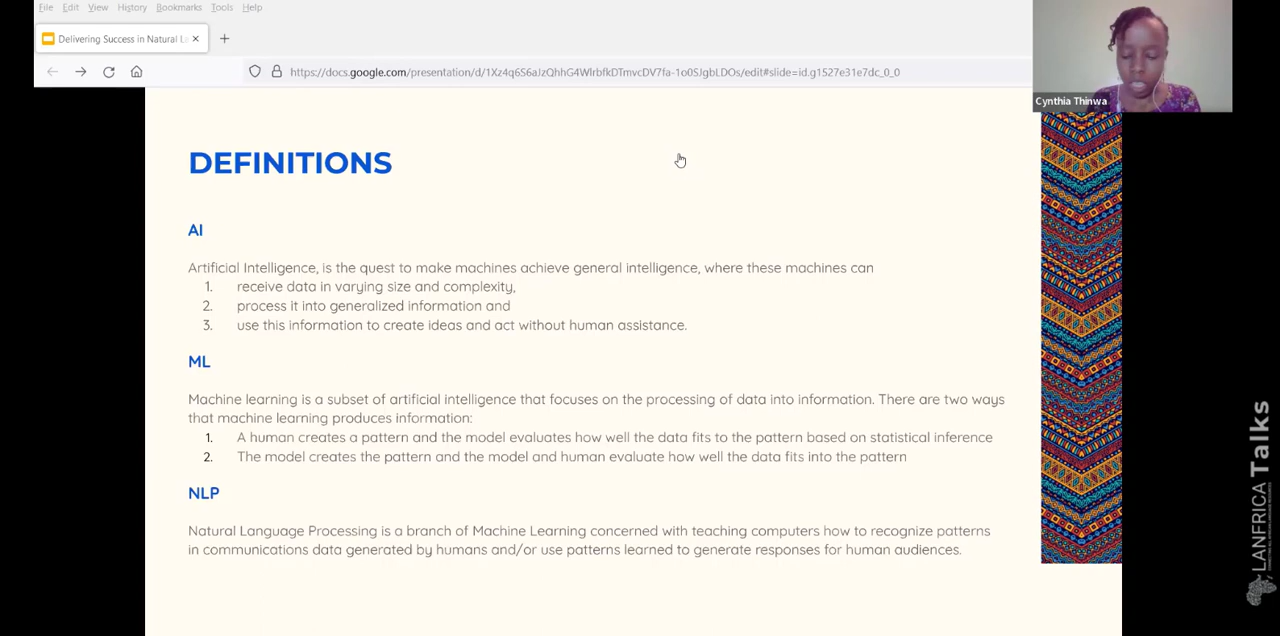 File Edit View History Bookmarks Tools Help
Delivering Success in Natural L
https://docs.google.com/presentation/d/1Xz4q6S6aJzQhhG4WlrbfkDTmvcDV7fa-1o0SJgbLDOs/edit#slide=id.g1527e31e7dc_0_0
Cynthia Thinwa
DEFINITIONS
AI
Artificial Intelligence, is the quest to make machines achieve general intelligence, where these machines can
1. receive data in varying size and complexity,
2. process it into generalized information and
3. use this information to create ideas and act without human assistance.
ML
Machine learning is a subset of artificial intelligence that focuses on the processing of data into information. There are two ways
that machine learning produces information:
1. A human creates a pattern and the model evaluates how well the data fits to the pattern based on statistical inference
2. The model creates the pattern and the model and human evaluate how well the data fits into the pattern
NLP
Natural Language Processing is a branch of Machine Learning concerned with teaching computers how to recognize patterns
in communications data generated by humans and/or use patterns learned to generate responses for human audiences.
LANFRICA Talks